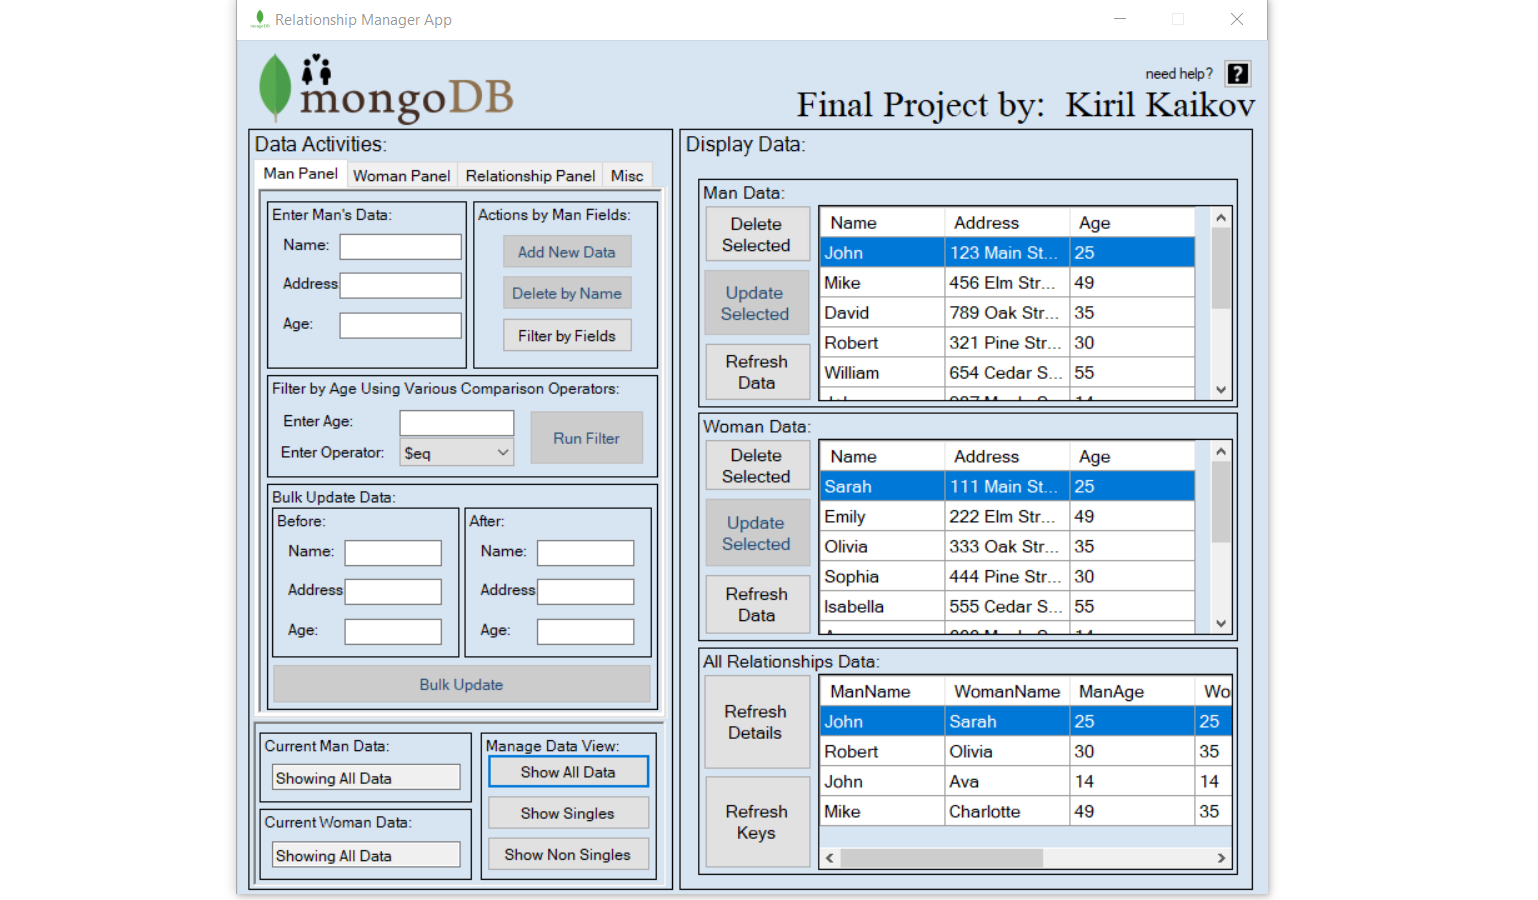 Relationship Manager App
mongoDB
need help? ?
Final Project by: Kiril Kaikov
Data Activities:
Man Panel Woman Panel Relationship Panel Misc
Enter Man's Data:
Name:
Address
Age:
Actions by Man Fields:
Add New Data
Delete by Name
Filter by Fields
Filter by Age Using Various Comparison Operators:
Enter Age:
Enter Operator: $eq
Run Filter
Bulk Update Data:
Before:
Name:
Address
Age:
After:
Name:
Address
Age:
Bulk Update
Current Man Data:
Showing All Data
Current Woman Data:
Showing All Data
Manage Data View:
Show All Data
Show Singles
Show Non Singles
Display Data:
Man Data:
Delete
Selected
Update
Selected
Refresh
Data
Name Address Age
John 123 Main St... 25
Mike 456 Elm Str... 49
David 789 Oak Str... 35
Robert 321 Pine Str... 30
William 654 Cedar S... 55
Woman Data:
Delete
Selected
Update
Selected
Refresh
Data
Name Address Age
Sarah 111 Main St... 25
Emily 222 Elm Str... 49
Olivia 333 Oak Str... 35
Sophia 444 Pine Str... 30
Isabella 555 Cedar S... 55
All Relationships Data:
Refresh
Details
Refresh
Keys
ManName WomanName ManAge Wo
John Sarah 25 25
Robert Olivia 30 35
John Ava 14 14
Mike Charlotte 49 35